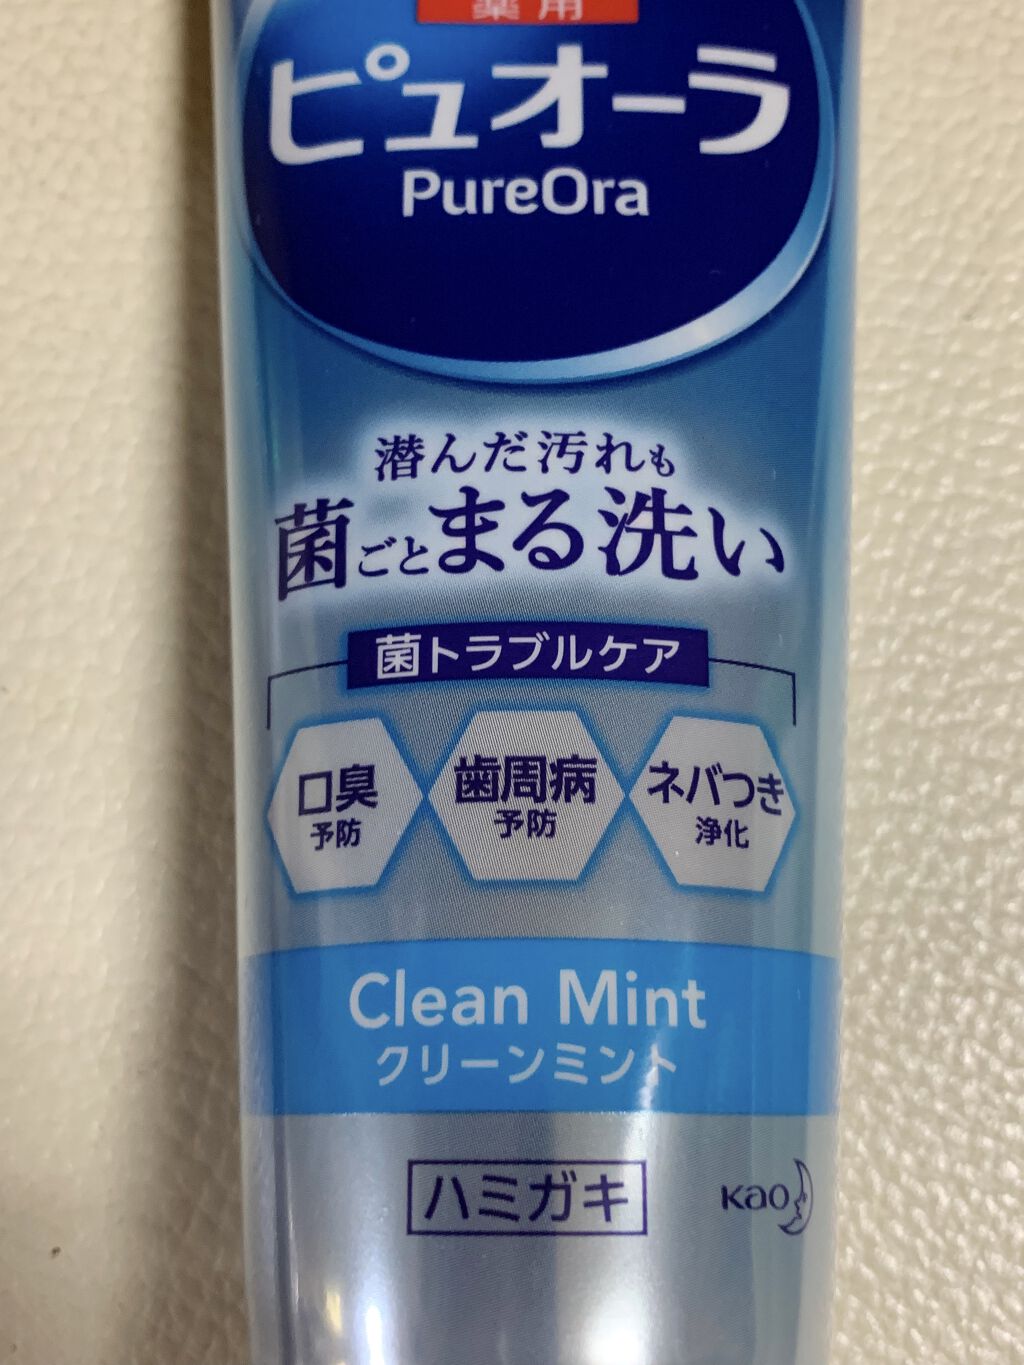 薬用
ピュオーラ
PureOra
潜んだ汚れも
菌ごとまる洗い
菌トラブルケア
口臭
予防
歯周病
予防
ネバつき
浄化
Clean Mint
クリーンミント
ハミガキ
Kao